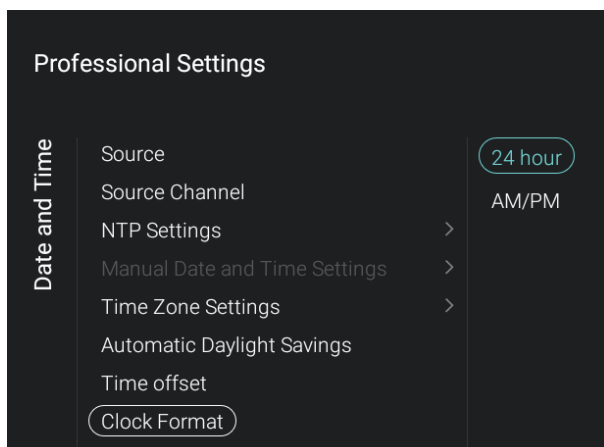 Professional Settings
Date and Time
Source
Source Channel
NTP Settings
Manual Date and Time Settings
Time Zone Settings
Automatic Daylight Savings
Time offset
Clock Format
24 hour
AM/PM